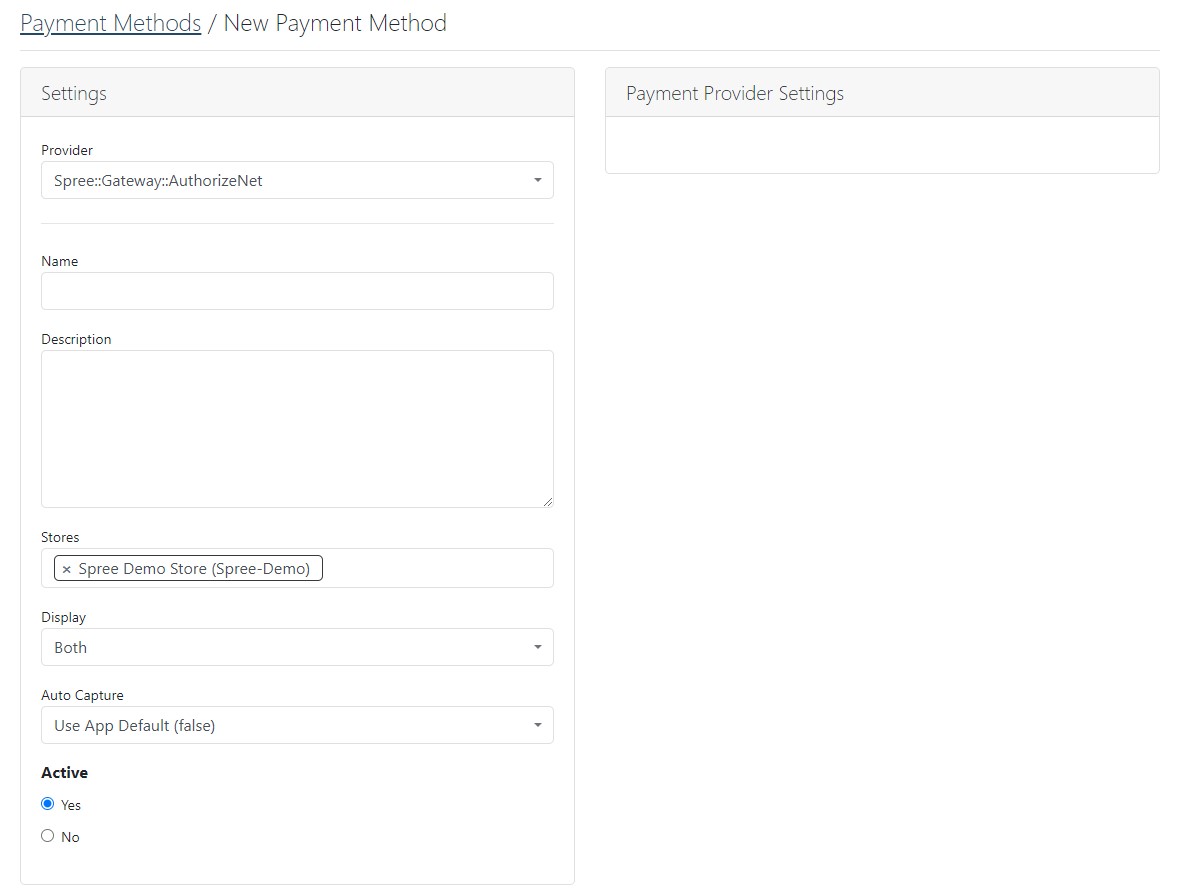 Payment Methods / New Payment Method
Settings
Provider
Spree::Gateway::AuthorizeNet
Name
Description
Stores
× Spree Demo Store (Spree-Demo)
Display
Both
Auto Capture
Use App Default (false)
Active
Yes
No
Payment Provider Settings